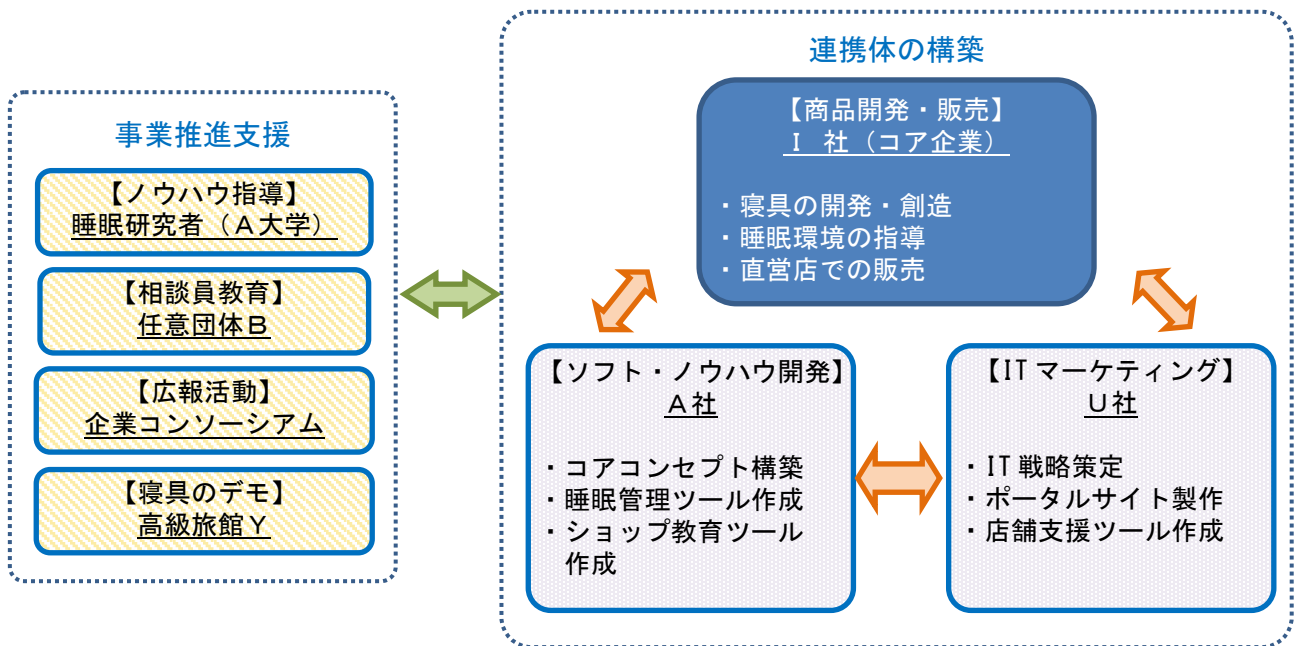 事業推進支援
【ノウハウ指導】
睡眠研究者（A大学）
【相談員教育】
任意団体B
【広報活動】
企業コンソーシアム
【寝具のデモ】
高級旅館Y
連携体の構築
【商品開発・販売】
I 社（コア企業）
・寝具の開発・創造
・睡眠環境の指導
・直営店での販売
【ソフト・ノウハウ開発】
A社
・コアコンセプト構築
・睡眠管理ツール作成
・ショップ教育ツール
作成
【ITマーケティング】
U社
・IT戦略策定
・ポータルサイト製作
・店舗支援ツール作成